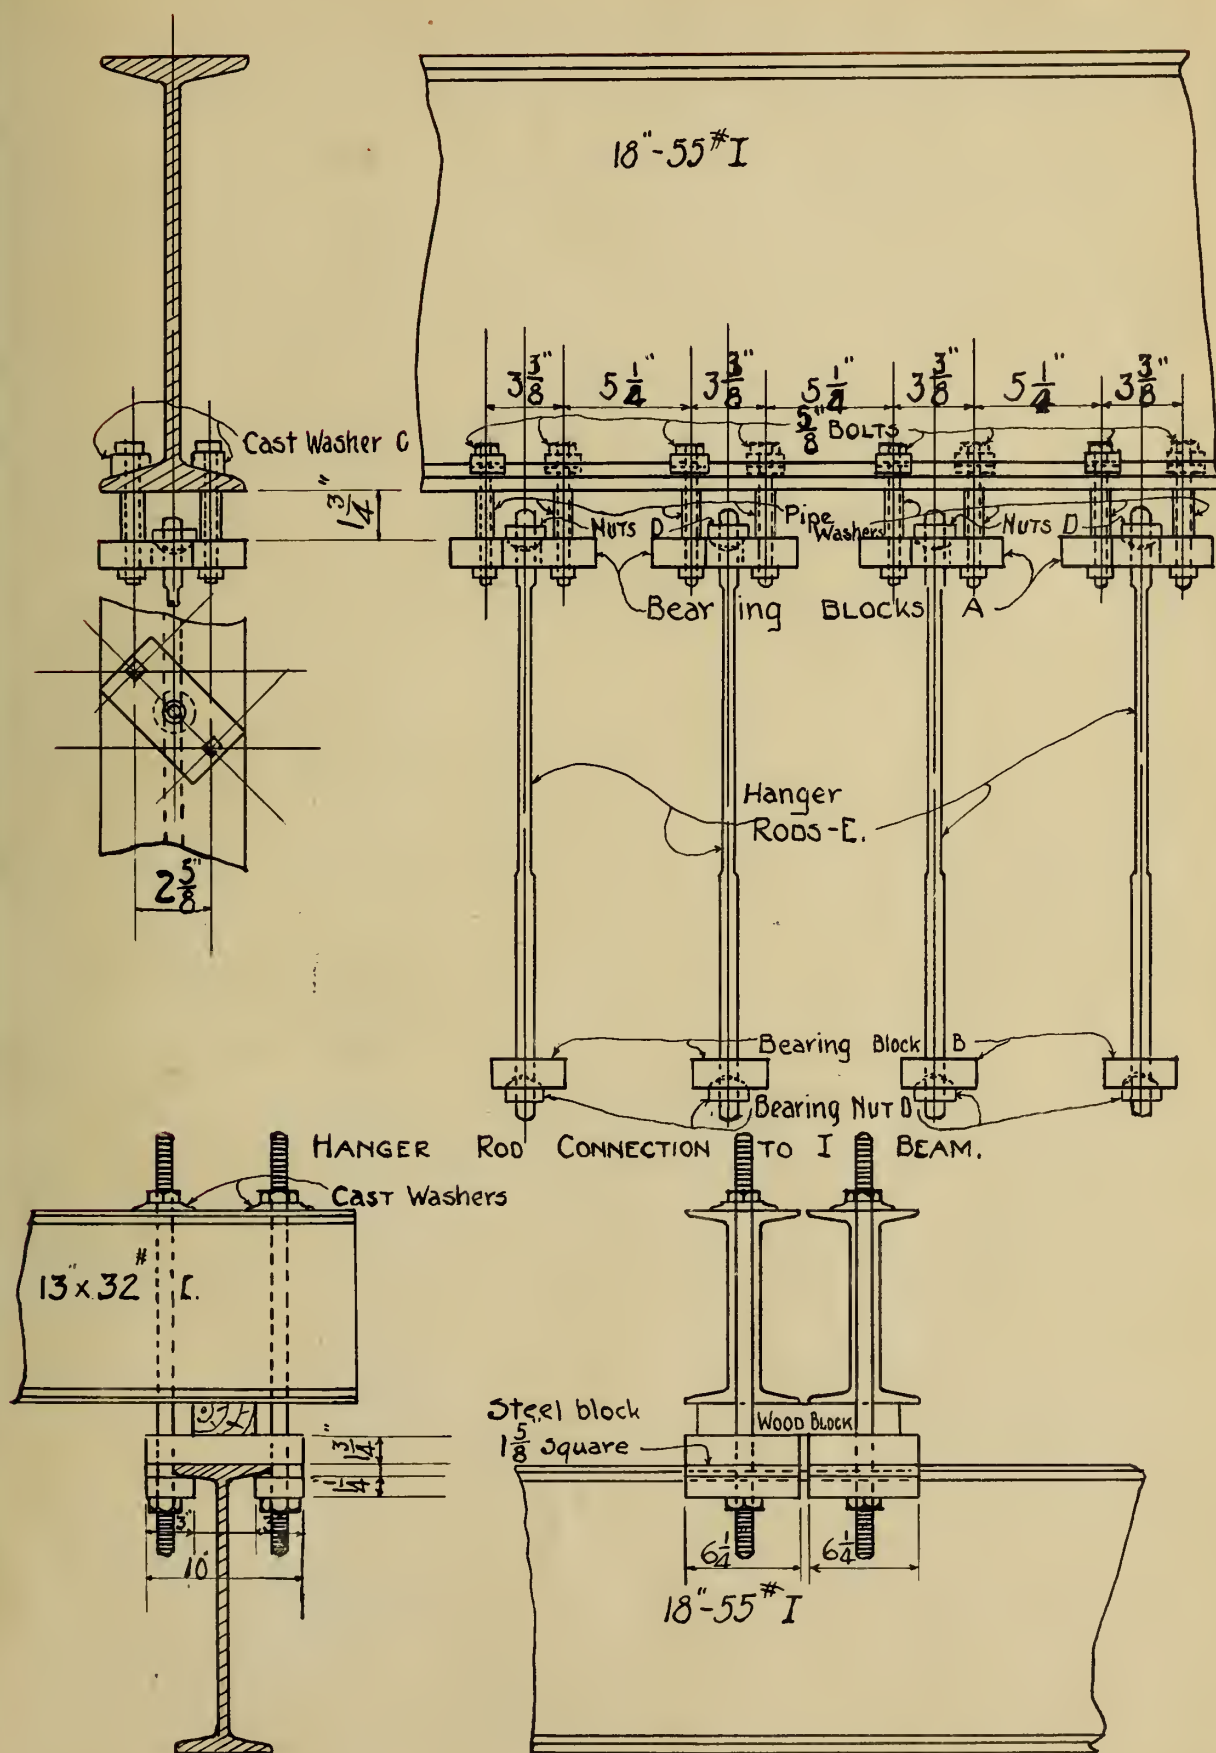 18"-55# I
3 3/8" 5 1/4" 3 3/8" 5 1/4" 3 3/8" 5 1/4" 3 3/8"
5/8" BOLTS
Cast Washer C
1 3/4"
NUTS D
Pipe
Washers
NUTS D
Bearing BLOCKS A
2 5/8"
Hanger
RODS-E.
Bearing Block B
Bearing NUT D
HANGER ROD CONNECTION TO I BEAM.
CAST Washers
13"x 32# I.
Steel block
1 5/8" square
WOOD BLOCK
1 3/4"
1 1/4
3"
3"
10"
6 1/4 6 1/4
18"-55# I